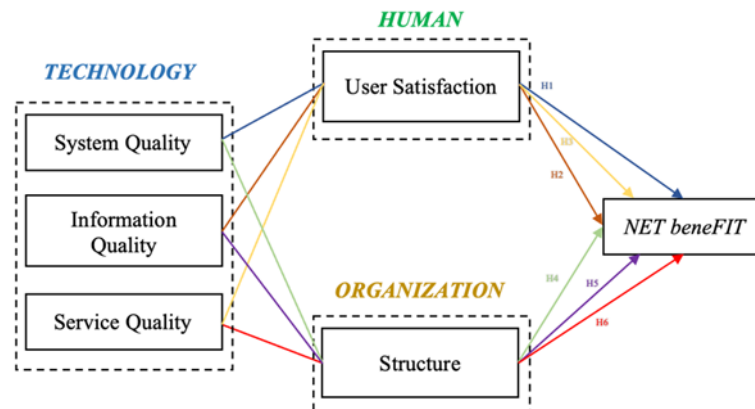 HUMAN
TECHNOLOGY
User Satisfaction
H1
System Quality
H3
H2
Information
Quality
NET beneFIT
H4
H5
ORGANIZATION
H6
Service Quality
Structure